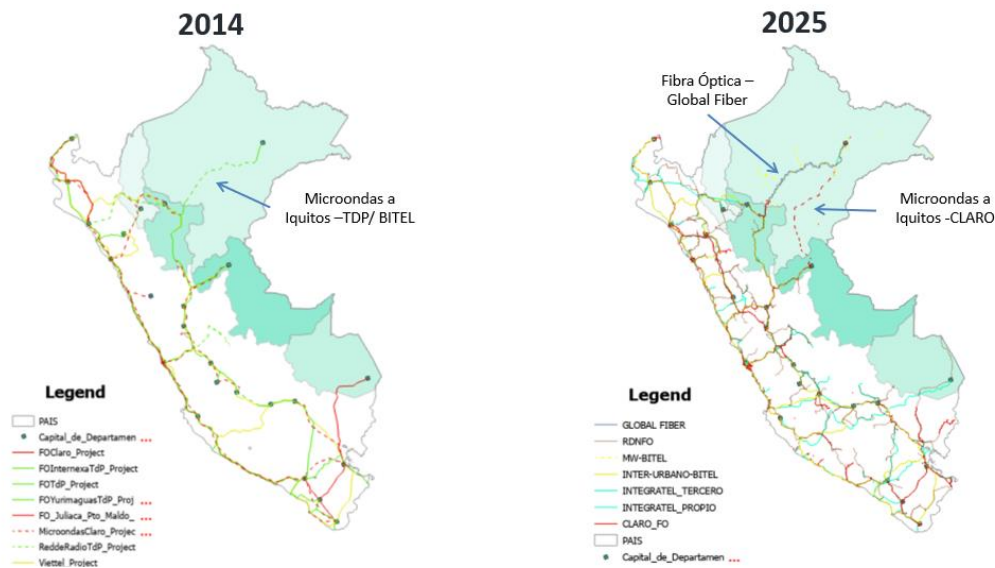 2014
Microondas a
Iquitos –TDP/ BITEL
Legend
PAIS
Capital_de_Departamen ...
FOClaro_Project
FOInternexaTdP_Project
FOTdP_Project
FOYurimaguasTdP_Proj ...
FO_Juliaca_Pto_Maldo_ ...
MicroondasClaro_Projec ...
ReddeRadioTdP_Project
Viettel_Project
2025
Fibra Óptica –
Global Fiber
Microondas a
Iquitos -CLARO
Legend
GLOBAL FIBER
RDNFO
MW-BITEL
INTER-URBANO-BITEL
INTEGRATEL_TERCERO
INTEGRATEL_PROPIO
CLARO_FO
PAIS
Capital_de_Departamen ...